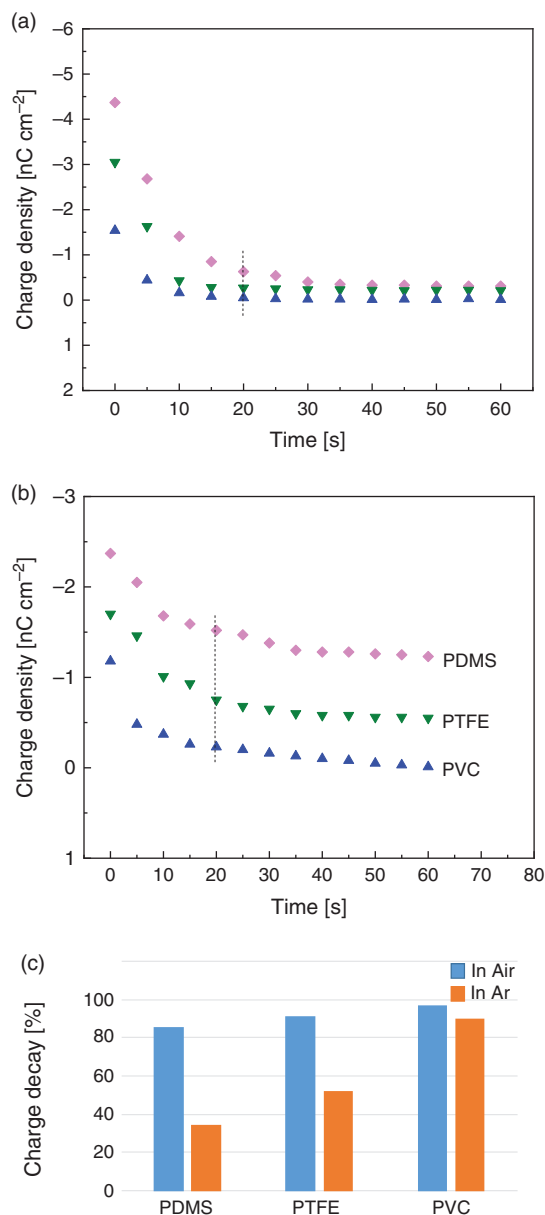 (a)
–6
–5
–4
–3
–2
–1
0
1
2
Charge density [nC cm–2]
0 10 20 30 40 50 60
Time [s]
(b)
–3
–2
–1
0
1
Charge density [nC cm–2]
PDMS
PTFE
PVC
0 10 20 30 40 50 60 70 80
Time [s]
(c)
In Air
In Ar
100
80
60
40
20
0
Charge decay [%]
PDMS PTFE PVC